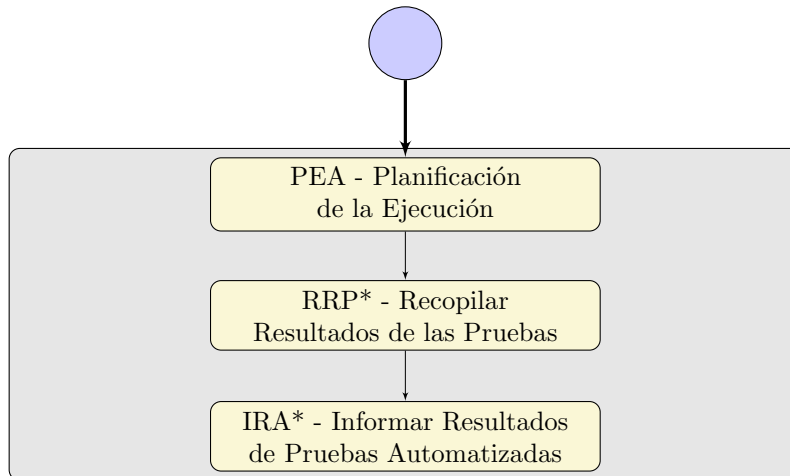 PEA - Planificación
de la Ejecución
RRP* - Recopilar
Resultados de las Pruebas
IRA* - Informar Resultados
de Pruebas Automatizadas